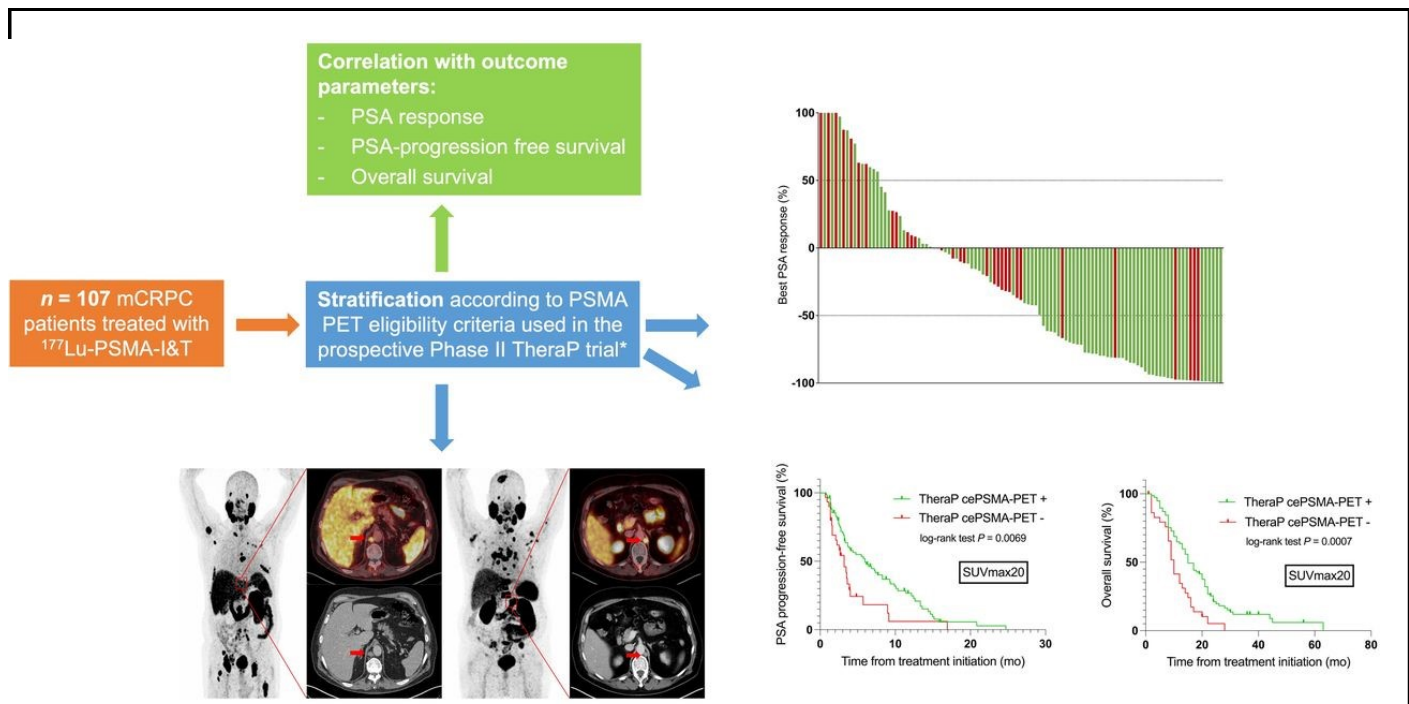 Correlation with outcome
parameters:
- PSA response
- PSA-progression free survival
- Overall survival
n = 107 mCRPC
patients treated with
¹⁷⁷Lu-PSMA-I&T
Stratification according to PSMA
PET eligibility criteria used in the
prospective Phase II TheraP trial*
Best PSA response (%)
100
50
0
-50
-100
PSA progression-free survival (%)
100
50
0
0 10 20 30
Time from treatment initiation (mo)
TheraP cePSMA-PET +
TheraP cePSMA-PET -
log-rank test P = 0.0069
SUVmax20
Overall survival (%)
100
50
0
0 20 40 60 80
Time from treatment initiation (mo)
TheraP cePSMA-PET +
TheraP cePSMA-PET -
log-rank test P = 0.0007
SUVmax20